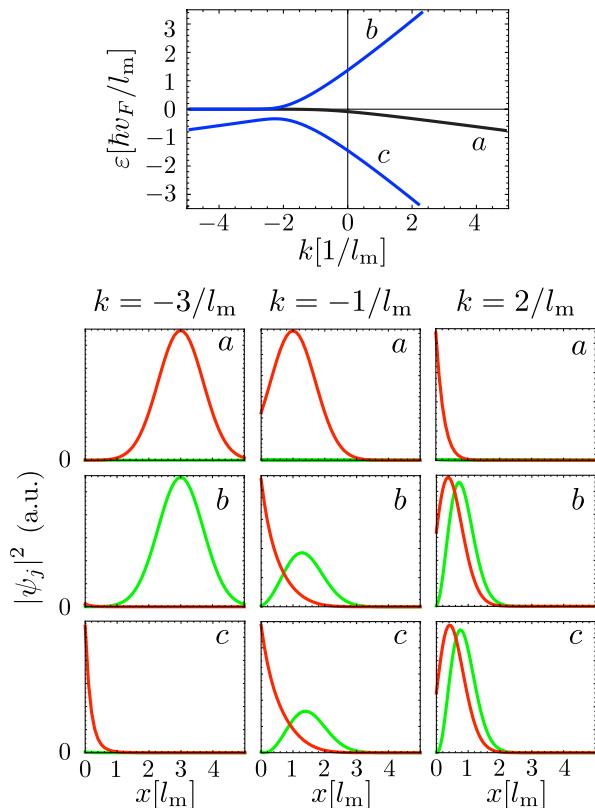 3
2
1
0
−1
−2
−3
ε[ħv_F/l_m]
b
a
c
−4 −2 0 2 4
k[1/l_m]
k = −3/l_m k = −1/l_m k = 2/l_m
a a a
0
b b b
0
c c c
0
|ψ_j|² (a.u.)
0 1 2 3 4 0 1 2 3 4 0 1 2 3 4
x[l_m] x[l_m] x[l_m]